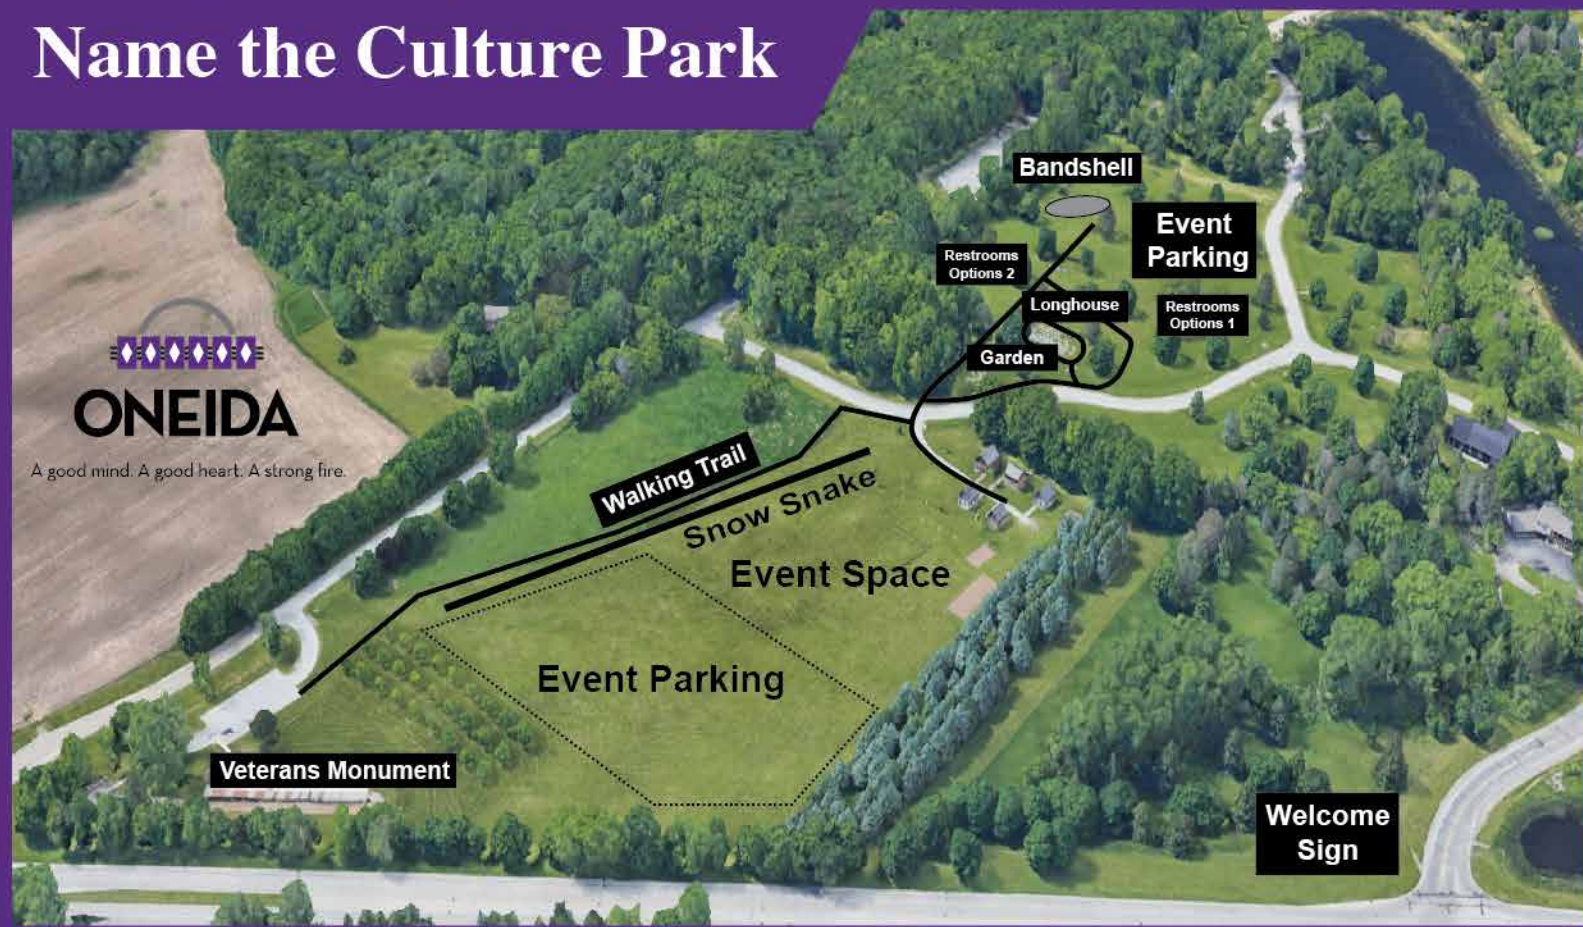 Name the Culture Park
Bandshell
Event
Parking
Restrooms
Options 2
Longhouse
Restrooms
Options 1
Garden
ONEIDA
A good mind. A good heart. A strong fire.
Walking Trail
Snow Snake
Event Space
Event Parking
Veterans Monument
Welcome
Sign